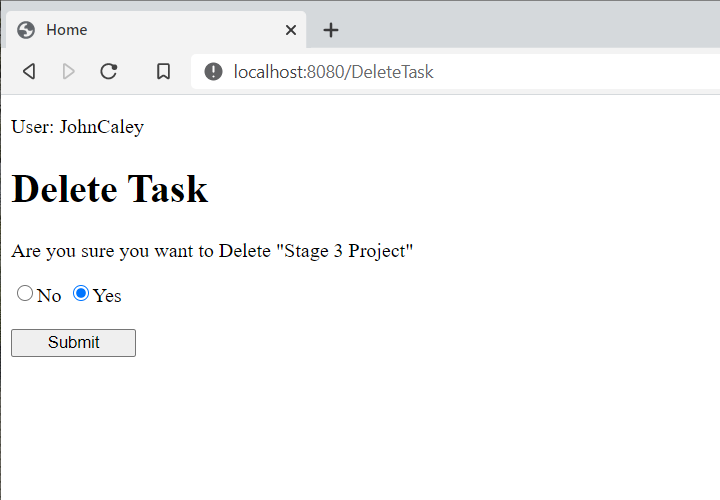 Home
localhost:8080/DeleteTask
User: JohnCaley
Delete Task
Are you sure you want to Delete "Stage 3 Project"
No Yes
Submit